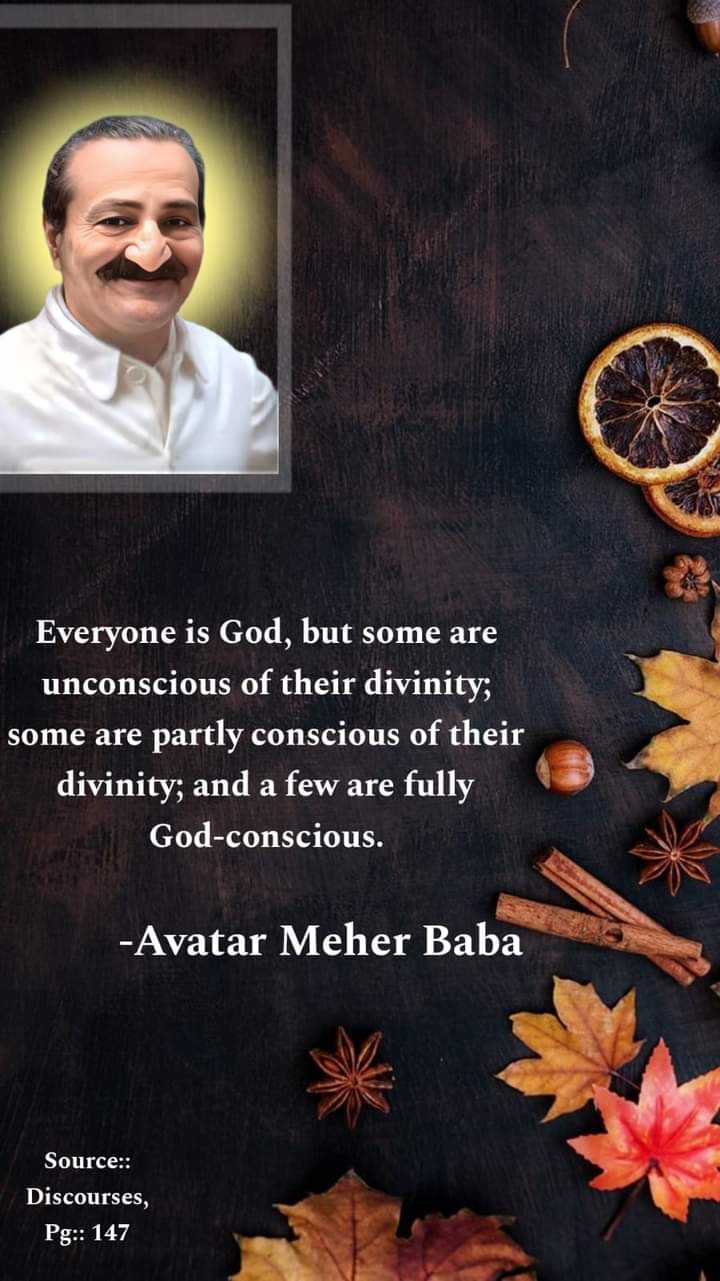 Everyone is God, but some are
unconscious of their divinity;
some are partly conscious of their
divinity; and a few are fully
God-conscious.
-Avatar Meher Baba
Source::
Discourses,
Pg:: 147